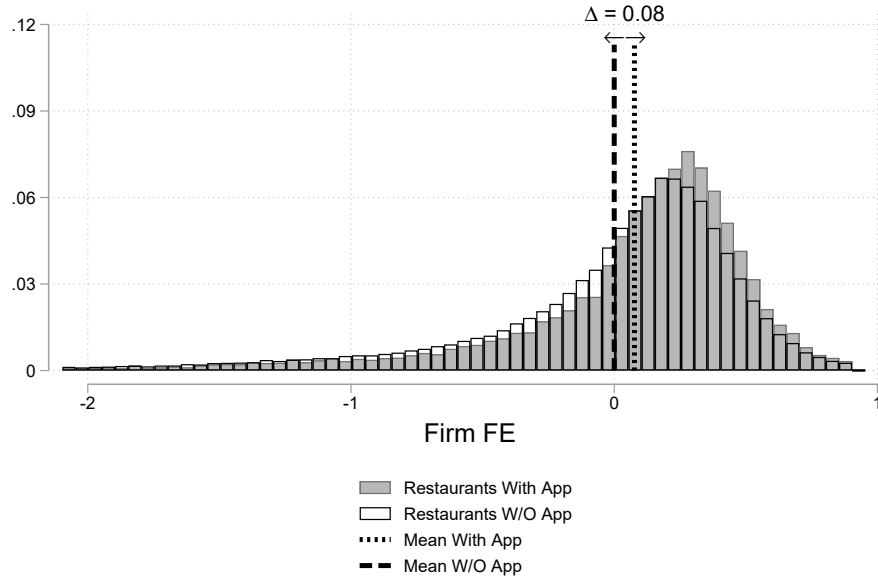 Δ = 0.08
.12
.09
.06
.03
0
-2 -1 0 1
Firm FE
Restaurants With App
Restaurants W/O App
Mean With App
Mean W/O App